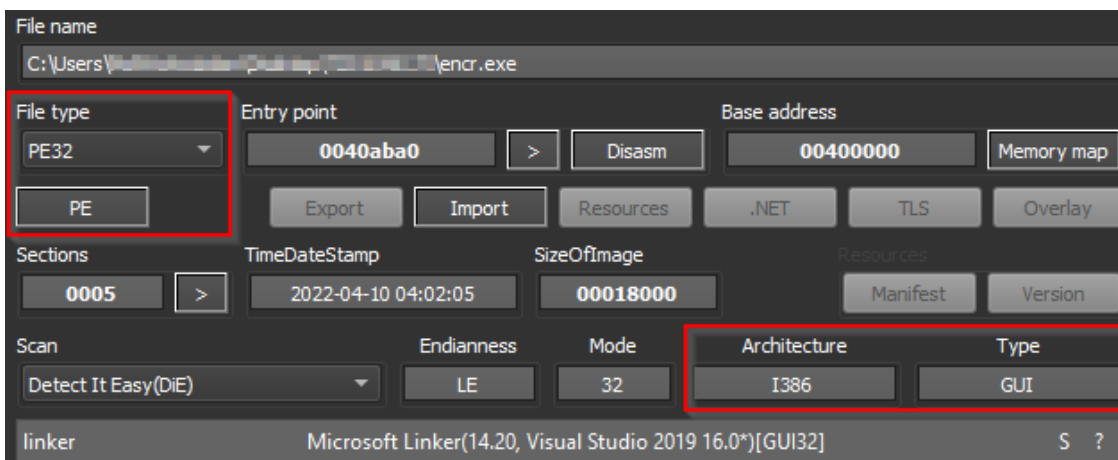 File name
C:\Users\ \encr.exe
File type Entry point Base address
PE32 0040aba0 > Disasm 00400000 Memory map
PE Export Import Resources .NET TLS Overlay
Sections TimeDateStamp SizeOfImage Resources
0005 > 2022-04-10 04:02:05 00018000 Manifest Version
Scan Endianness Mode Architecture Type
Detect It Easy(DiE) LE 32 I386 GUI
linker Microsoft Linker(14.20, Visual Studio 2019 16.0*)[GUI32] S ?